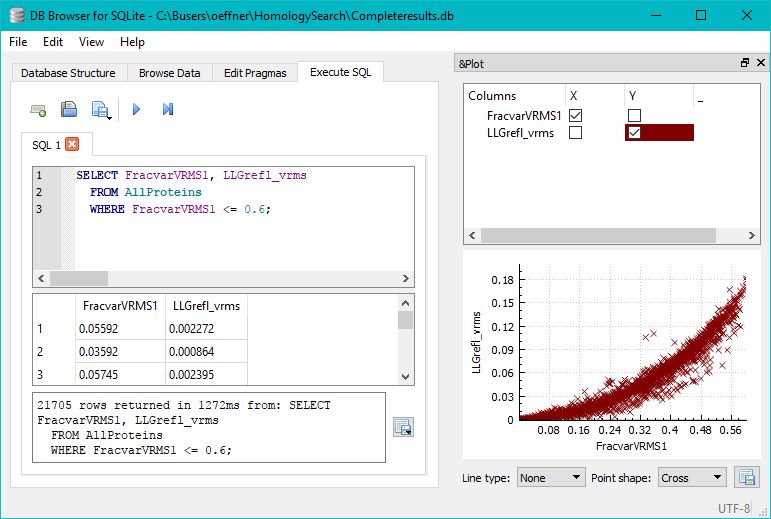 DB Browser for SQLite - C:\Busers\oeffner\HomologySearch\Completeresults.db
File Edit View Help
Database Structure Browse Data Edit Pragmas Execute SQL
SQL 1
1 SELECT FracvarVRMS1, LLGrefl_vrms
2 FROM AllProteins
3 WHERE FracvarVRMS1 <= 0.6;
FracvarVRMS1 LLGrefl_vrms
1 0.05592 0.002272
2 0.03592 0.000864
3 0.05745 0.002395
21705 rows returned in 1272ms from: SELECT
FracvarVRMS1, LLGrefl_vrms
FROM AllProteins
WHERE FracvarVRMS1 <= 0.6;
&Plot
Columns X Y _
FracvarVRMS1
LLGrefl_vrms
LLGrefl_vrms
0.18
0.15
0.12
0.09
0.06
0.03
0
0.08 0.16 0.24 0.32 0.4 0.48 0.56
FracvarVRMS1
Line type: None Point shape: Cross
UTF-8